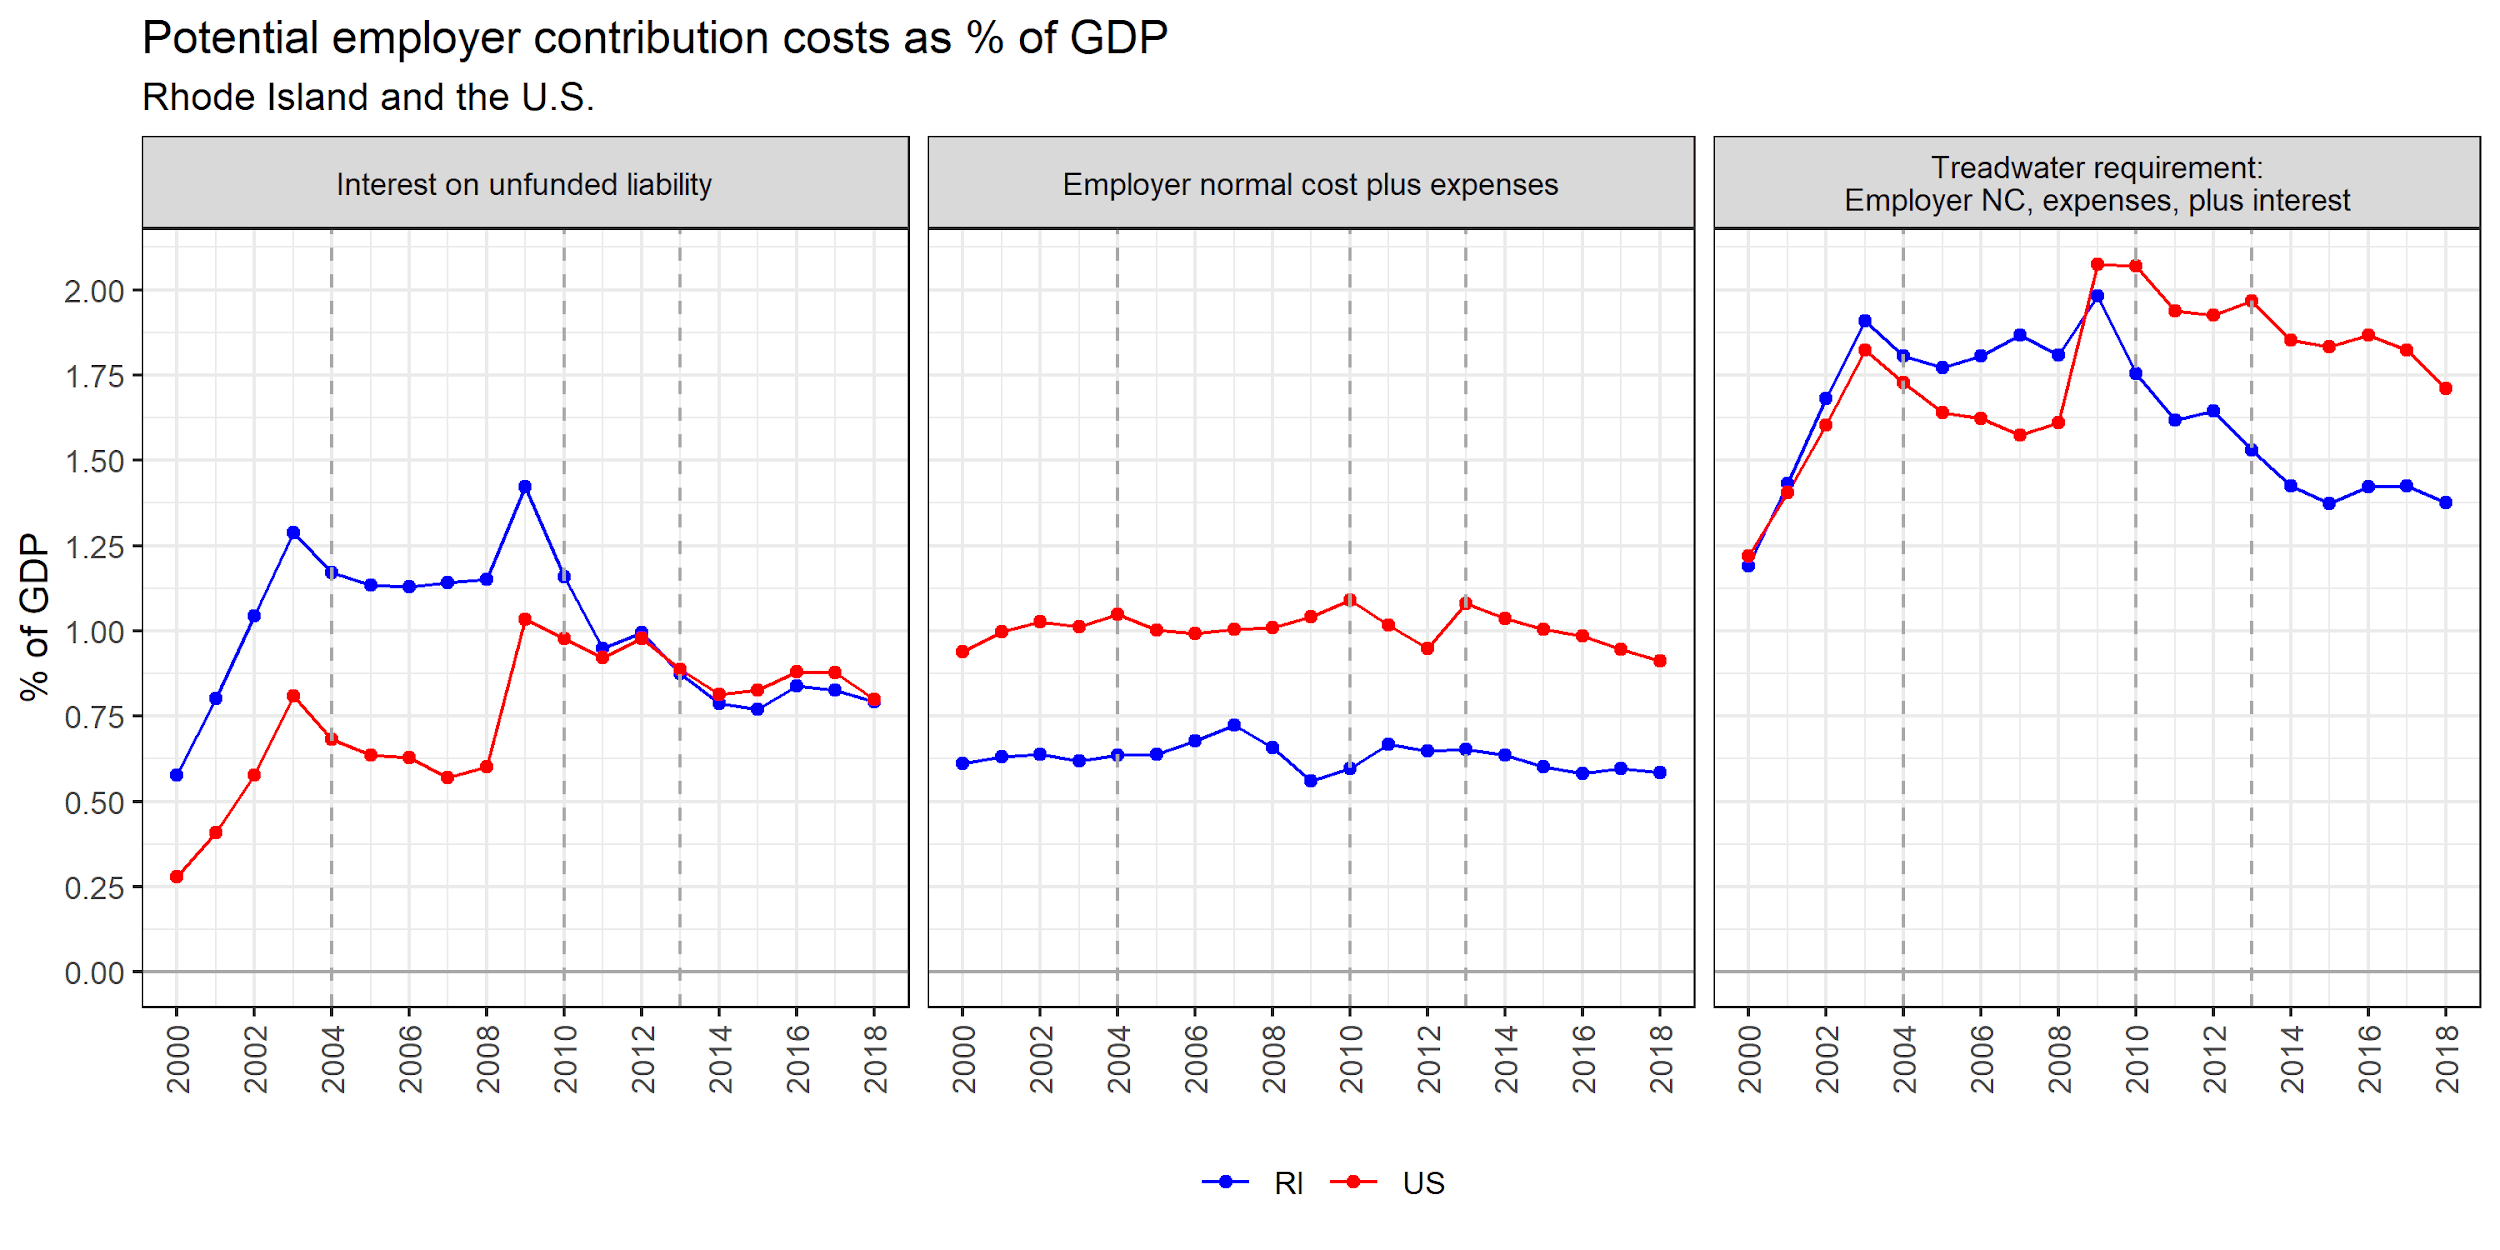 Potential employer contribution costs as % of GDP
Rhode Island and the U.S.
Interest on unfunded liability
Employer normal cost plus expenses
Treadwater requirement:
Employer NC, expenses, plus interest
% of GDP
2.00
1.75
1.50
1.25
1.00
0.75
0.50
0.25
0.00
2000 2002 2004 2006 2008 2010 2012 2014 2016 2018
2000 2002 2004 2006 2008 2010 2012 2014 2016 2018
2000 2002 2004 2006 2008 2010 2012 2014 2016 2018
RI US